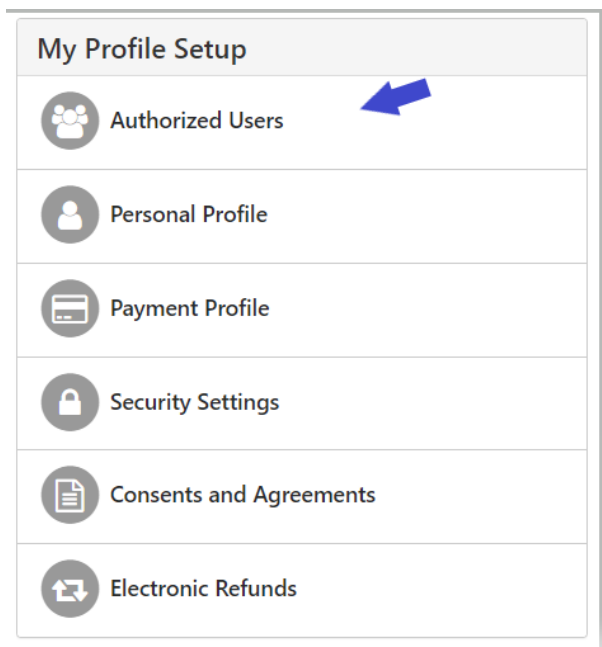 My Profile Setup
Authorized Users
Personal Profile
Payment Profile
Security Settings
Consents and Agreements
Electronic Refunds